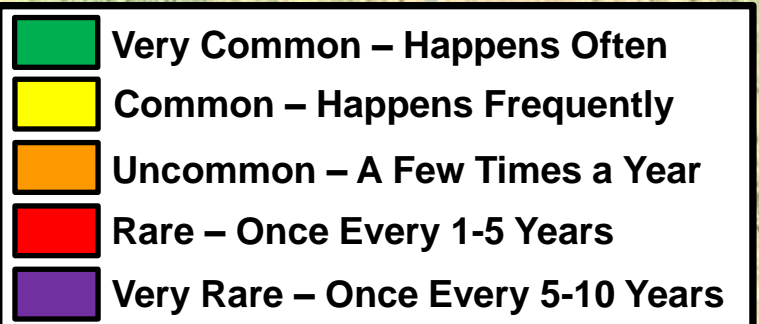 Very Common – Happens Often
Common – Happens Frequently
Uncommon – A Few Times a Year
Rare – Once Every 1-5 Years
Very Rare – Once Every 5-10 Years